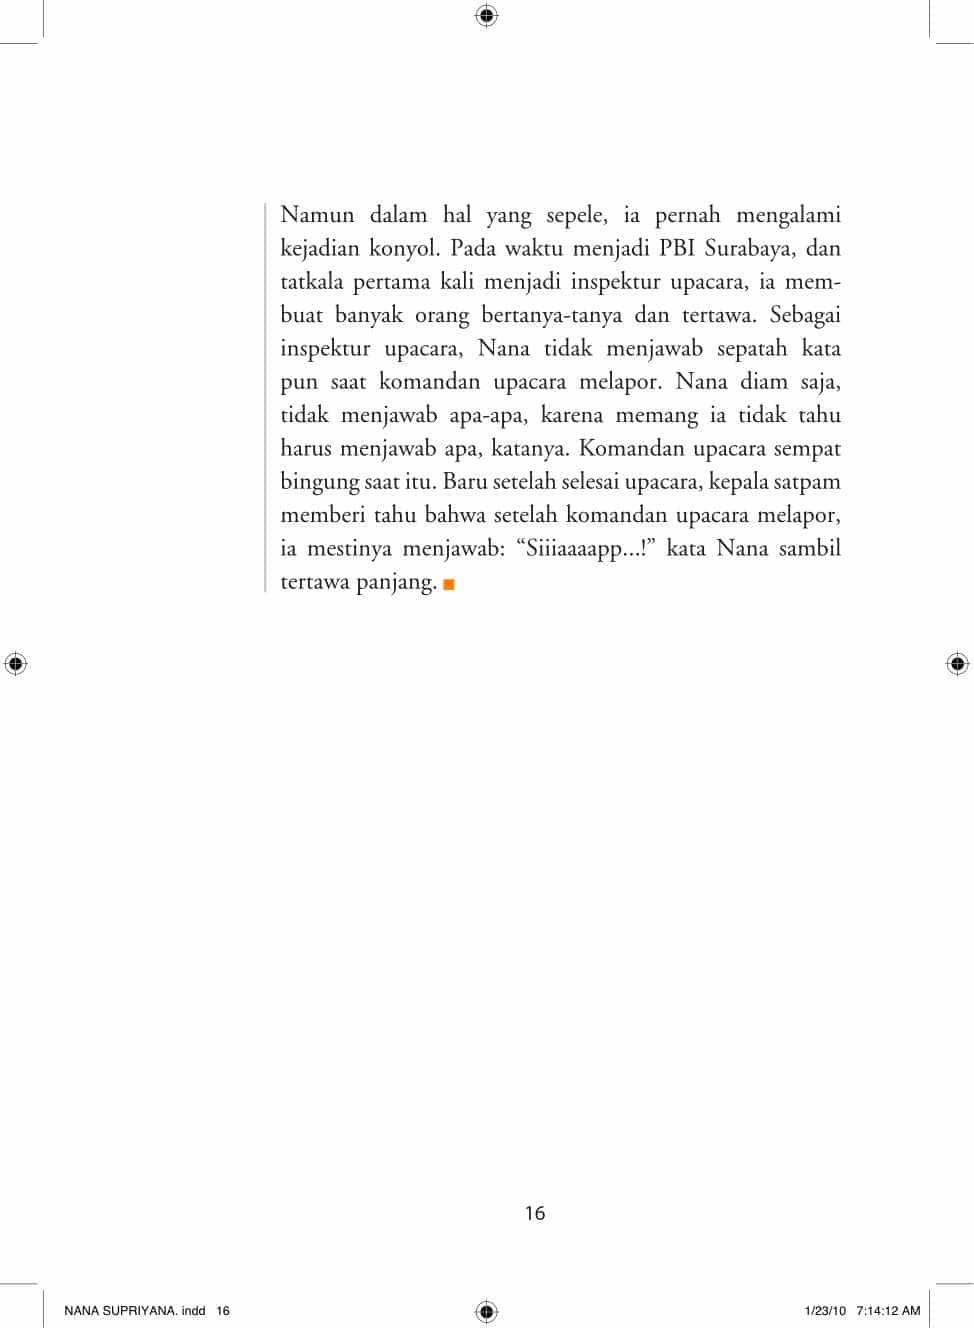 Namun dalam hal yang sepele, ia pernah mengalami
kejadian konyol. Pada waktu menjadi PBI Surabaya, dan
tatkala pertama kali menjadi inspektur upacara, ia mem-
buat banyak orang bertanya-tanya dan tertawa. Sebagai
inspektur upacara, Nana tidak menjawab sepatah kata
pun saat komandan upacara melapor. Nana diam saja,
tidak menjawab apa-apa, karena memang ia tidak tahu
harus menjawab apa, katanya. Komandan upacara sempat
bingung saat itu. Baru setelah selesai upacara, kepala satpam
memberi tahu bahwa setelah komandan upacara melapor,
ia mestinya menjawab: “Siiiaaaapp...!” kata Nana sambil
tertawa panjang.
16
NANA SUPRIYANA. indd 16
1/23/10 7:14:12 AM